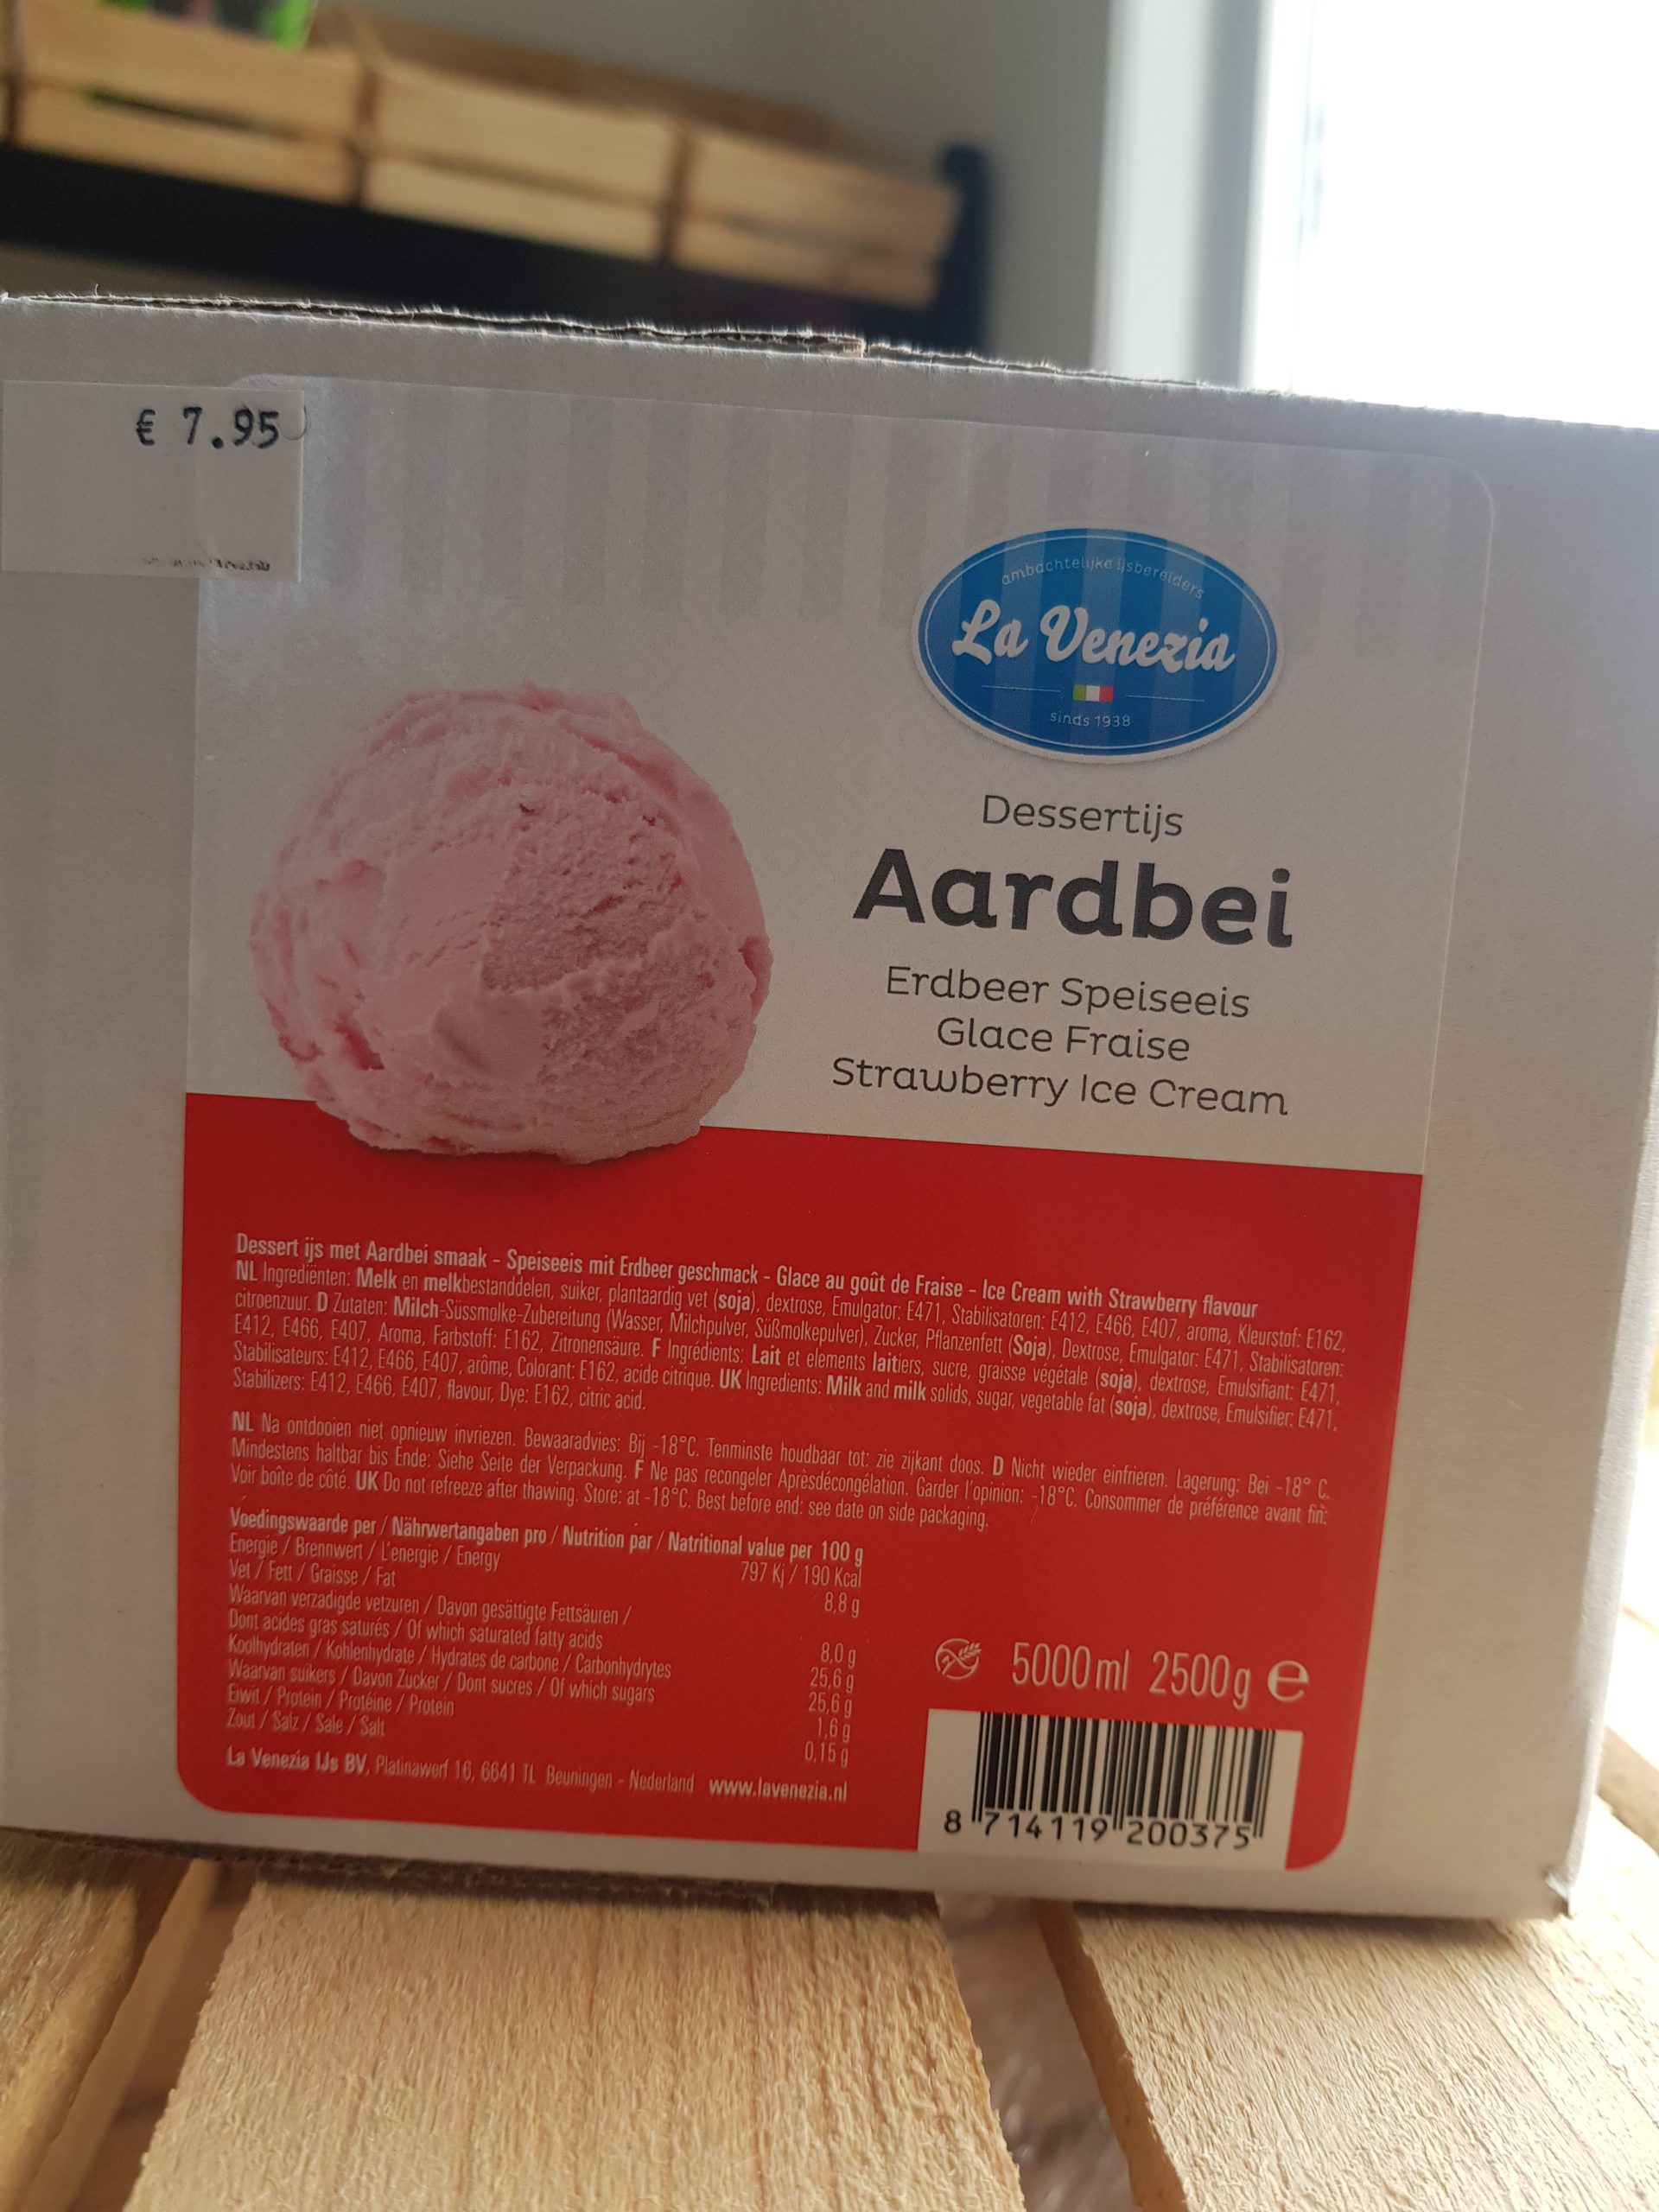 € 7.95
ambachtelijke ijsbereiders
La Venezia
sinds 1938
Dessertijs
Aardbei
Erdbeer Speiseeis
Glace Fraise
Strawberry Ice Cream
Dessert ijs met Aardbei smaak - Speiseeis mit Erdbeer geschmack - Glace au goût de Fraise - Ice Cream with Strawberry flavour
NL Ingrediënten: Melk en melkbestanddelen, suiker, plantaardig vet (soja), dextrose, Emulgator: E471, Stabilisatoren: E412, E466, E407, aroma, Kleurstof: E162,
citroenzuur. D Zutaten: Milch-Süssmolke-Zubereitung (Wasser, Milchpulver, Süßmolkepulver), Zucker, Pflanzenfett (Soja), Dextrose, Emulgator: E471, Stabilisatoren:
E412, E466, E407, Aroma, Farbstoff: E162, Zitronensäure. F Ingrédients: Lait et elements laitiers, sucre, graisse végétale (soja), dextrose, Emulsifiant: E471,
Stabilisateurs: E412, E466, E407, arôme, Colorant: E162, acide citrique. UK Ingredients: Milk and milk solids, sugar, vegetable fat (soja), dextrose, Emulsifier: E471,
Stabilizers: E412, E466, E407, flavour, Dye: E162, citric acid.
NL Na ontdooien niet opnieuw invriezen. Bewaaradvies: Bij -18°C. Tenminste houdbaar tot: zie zijkant doos. D Nicht wieder einfrieren. Lagerung: Bei -18° C.
Mindestens haltbar bis Ende: Siehe Seite der Verpackung. F Ne pas recongeler Aprèsdécongélation. Garder l'opinion: -18°C. Consommer de préférence avant fin:
Voir boîte de côté. UK Do not refreeze after thawing. Store: at -18°C. Best before end: see date on side packaging.
Voedingswaarde per / Nährwertangaben pro / Nutrition par / Natritional value per 100 g
Energie / Brennwert / L'energie / Energy 797 Kj / 190 Kcal
Vet / Fett / Graisse / Fat 8,8 g
Waarvan verzadigde vetzuren / Davon gesättigte Fettsäuren /
Dont acides gras saturés / Of which saturated fatty acids 8,0 g
Koolhydraten / Kohlenhydrate / Hydrates de carbone / Carbonhydrytes 25,6 g
Waarvan suikers / Davon Zucker / Dont sucres / Of which sugars 25,6 g
Eiwit / Protein / Protéine / Protein 1,6 g
Zout / Salz / Sale / Salt 0,15 g
La Venezia IJs BV, Platinawerf 16, 6641 TL Beuningen - Nederland www.lavenezia.nl
5000 ml 2500 g e
8 714119 200375